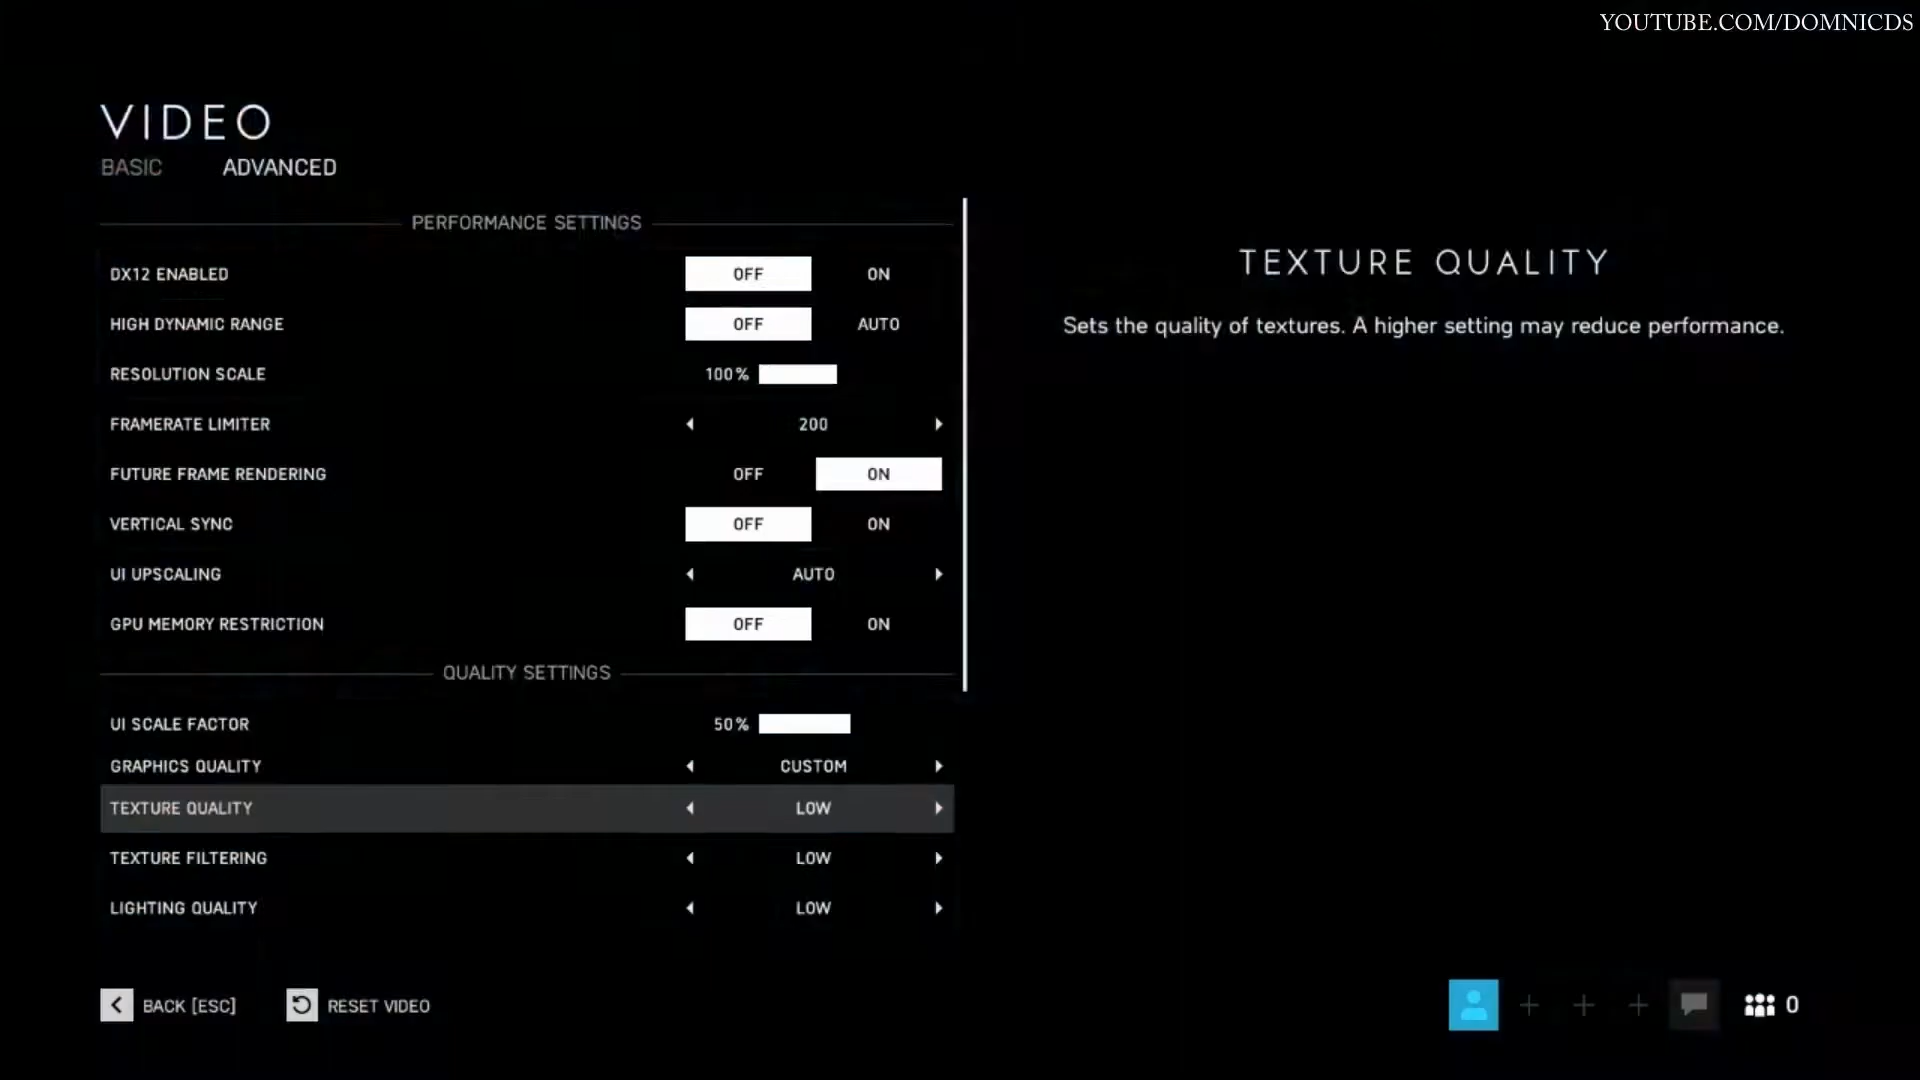 YOUTUBE.COM/DOMNICDS
VIDEO
BASIC ADVANCED
PERFORMANCE SETTINGS
DX12 ENABLED OFF ON
HIGH DYNAMIC RANGE OFF AUTO
RESOLUTION SCALE 100%
FRAMERATE LIMITER 200
FUTURE FRAME RENDERING OFF ON
VERTICAL SYNC OFF ON
UI UPSCALING AUTO
GPU MEMORY RESTRICTION OFF ON
QUALITY SETTINGS
UI SCALE FACTOR 50%
GRAPHICS QUALITY CUSTOM
TEXTURE QUALITY LOW
TEXTURE FILTERING LOW
LIGHTING QUALITY LOW
TEXTURE QUALITY
Sets the quality of textures. A higher setting may reduce performance.
BACK [ESC] RESET VIDEO
0